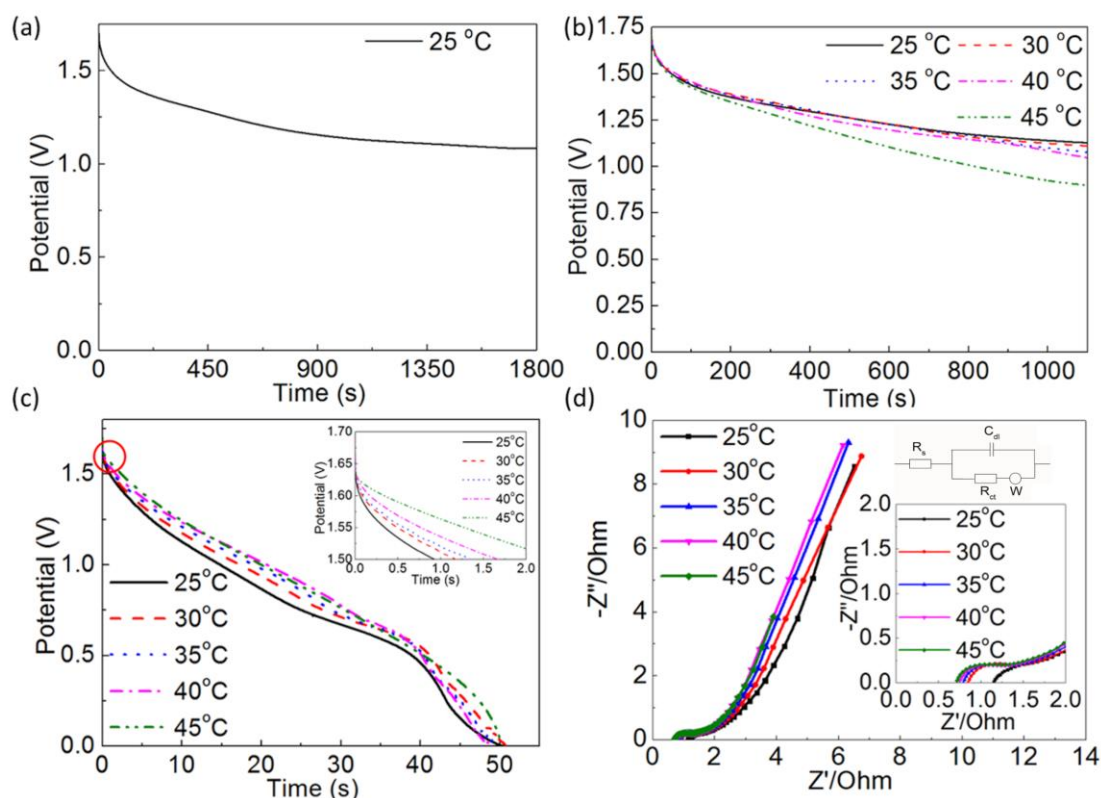 (a)
25 °C
1.5
1.0
0.5
0.0
Potential (V)
0
450
900
1350
1800
Time (s)
(b)
25 °C
30 °C
35 °C
40 °C
45 °C
1.75
1.50
1.25
1.00
0.75
0.50
0.25
0.00
Potential (V)
0
200
400
600
800
1000
Time (s)
(c)
1.5
1.0
0.5
0.0
Potential (V)
25°C
30°C
35°C
40°C
45°C
0
10
20
30
40
50
Time (s)
1.70
1.65
1.60
1.55
1.50
Potential (V)
25°C
30°C
35°C
40°C
45°C
0.0
0.5
1.0
1.5
2.0
Time (s)
(d)
10
8
6
4
2
0
-Z''/Ohm
25°C
30°C
35°C
40°C
45°C
0
2
4
6
8
10
12
14
Z'/Ohm
Rs
Cdl
Rct
W
2.0
1.5
1.0
0.5
0.0
-Z''/Ohm
25°C
30°C
35°C
40°C
45°C
0.0
0.5
1.0
1.5
2.0
Z'/Ohm